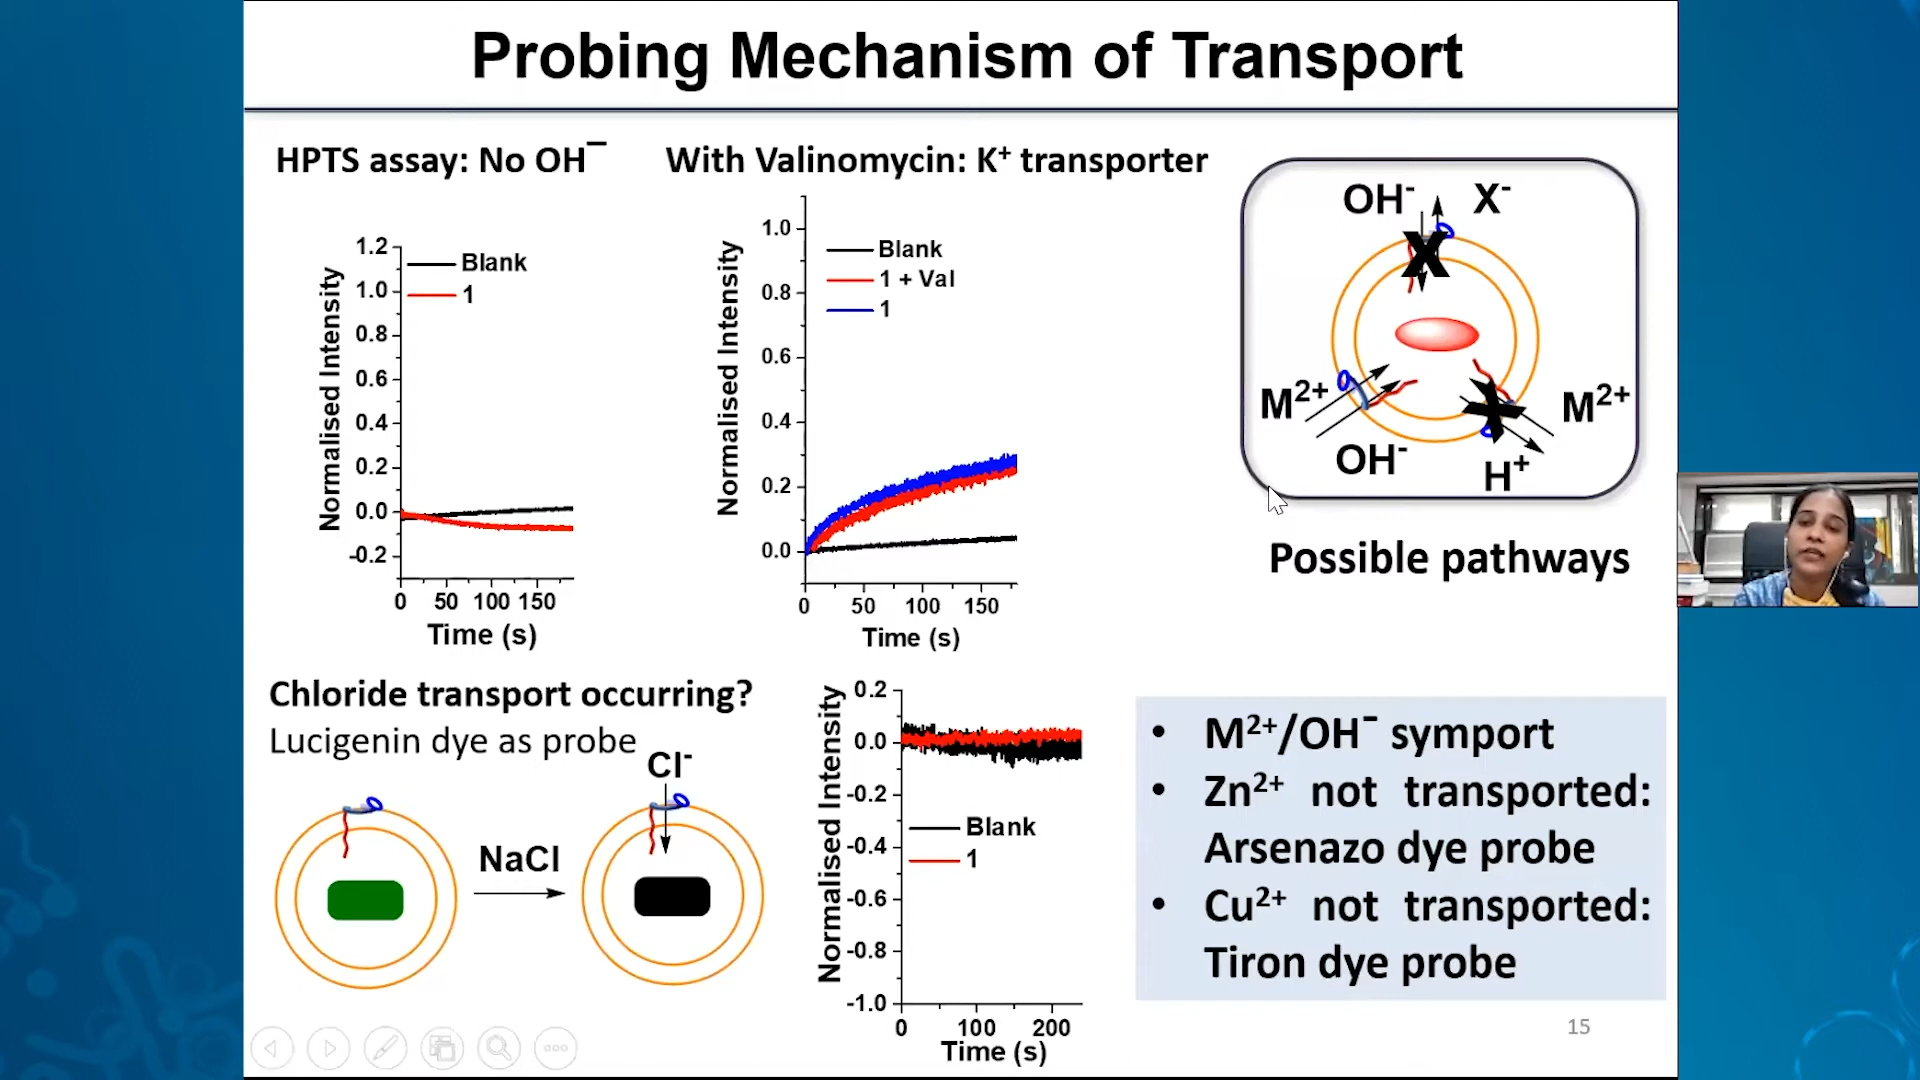 Probing Mechanism of Transport
HPTS assay: No OH⁻
With Valinomycin: K⁺ transporter
Normalised Intensity
1.2
1.0
0.8
0.6
0.4
0.2
0.0
-0.2
Blank
1
0 50 100 150
Time (s)
Normalised Intensity
1.0
0.8
0.6
0.4
0.2
0.0
Blank
1 + Val
1
0 50 100 150
Time (s)
OH⁻ X⁻
M²⁺ M²⁺
OH⁻ H⁺
Possible pathways
Chloride transport occurring?
Lucigenin dye as probe
Cl⁻
NaCl
Normalised Intensity
0.2
0.0
-0.2
-0.4
-0.6
-0.8
-1.0
Blank
1
0 100 200
Time (s)
• M²⁺/OH⁻ symport
• Zn²⁺ not transported:
Arsenazo dye probe
• Cu²⁺ not transported:
Tiron dye probe
15